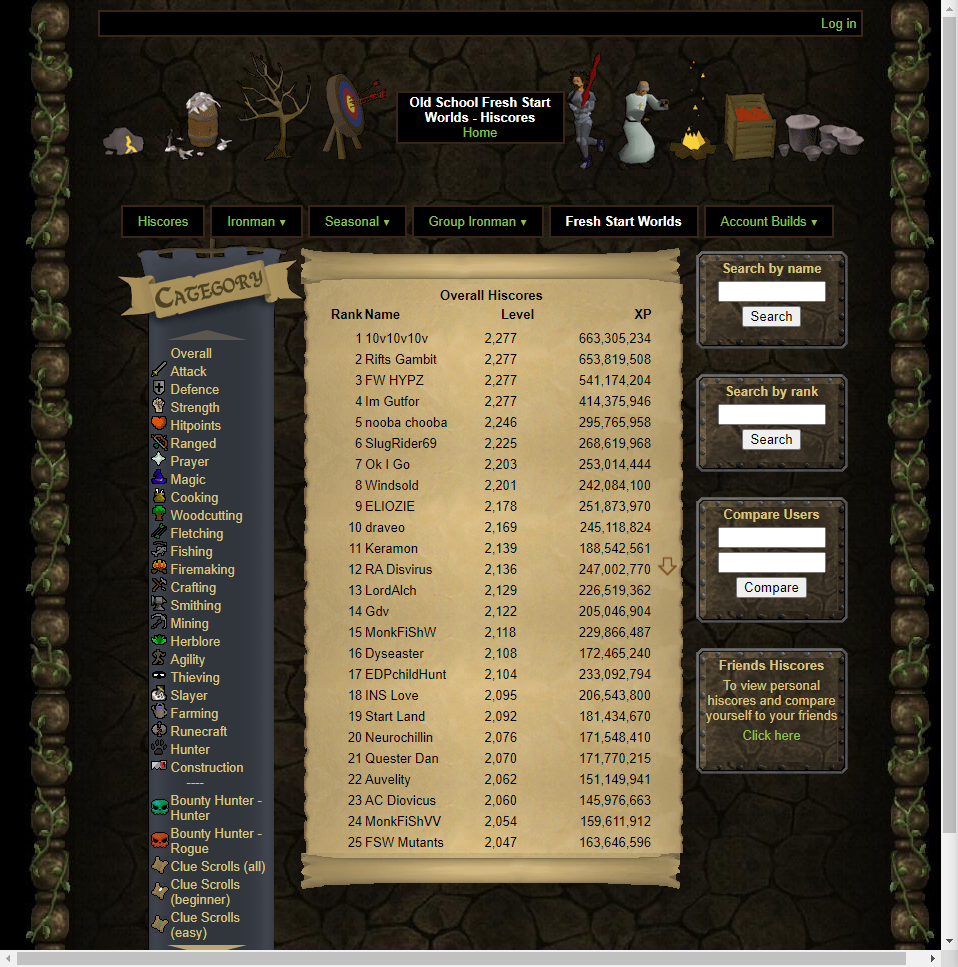 Log in
Old School Fresh Start
Worlds - Hiscores
Home
Hiscores
Ironman ▾
Seasonal ▾
Group Ironman ▾
Fresh Start Worlds
Account Builds ▾
CATEGORY
Overall
Attack
Defence
Strength
Hitpoints
Ranged
Prayer
Magic
Cooking
Woodcutting
Fletching
Fishing
Firemaking
Crafting
Smithing
Mining
Herblore
Agility
Thieving
Slayer
Farming
Runecraft
Hunter
Construction
----
Bounty Hunter -
Hunter
Bounty Hunter -
Rogue
Clue Scrolls (all)
Clue Scrolls
(beginner)
Clue Scrolls
(easy)
Overall Hiscores
Rank Name Level XP
1 10v10v10v 2,277 663,305,234
2 Rifts Gambit 2,277 653,819,508
3 FW HYPZ 2,277 541,174,204
4 Im Gutfor 2,277 414,375,946
5 nooba chooba 2,246 295,765,958
6 SlugRider69 2,225 268,619,968
7 Ok I Go 2,203 253,014,444
8 Windsold 2,201 242,084,100
9 ELIOZIE 2,178 251,873,970
10 draveo 2,169 245,118,824
11 Keramon 2,139 188,542,561
12 RA Disvirus 2,136 247,002,770
13 LordAlch 2,129 226,519,362
14 Gdv 2,122 205,046,904
15 MonkFiShW 2,118 229,866,487
16 Dyseaster 2,108 172,465,240
17 EDPchildHunt 2,104 233,092,794
18 INS Love 2,095 206,543,800
19 Start Land 2,092 181,434,670
20 Neurochillin 2,076 171,548,410
21 Quester Dan 2,070 171,770,215
22 Auvelity 2,062 151,149,941
23 AC Diovicus 2,060 145,976,663
24 MonkFiShVV 2,054 159,611,912
25 FSW Mutants 2,047 163,646,596
Search by name
Search
Search by rank
Search
Compare Users
Compare
Friends Hiscores
To view personal
hiscores and compare
yourself to your friends
Click here